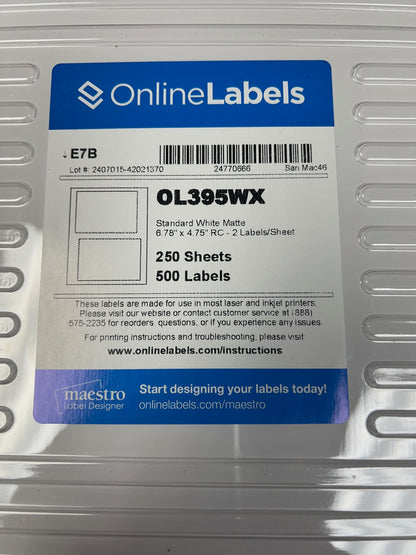 OnlineLabels
↓ E7B
Lot #: 2407015-42021370 24770666 San Mac46
OL395WX
Standard White Matte
6.78" x 4.75" RC - 2 Labels/Sheet
250 Sheets
500 Labels
These labels are made for use in most laser and inkjet printers.
Please visit our website or contact customer service at (888)
575-2235 for reorders, questions, or if you experience any issues.
For printing instructions and troubleshooting, please visit
www.onlinelabels.com/instructions
maestro
Label Designer
Start designing your labels today!
onlinelabels.com/maestro